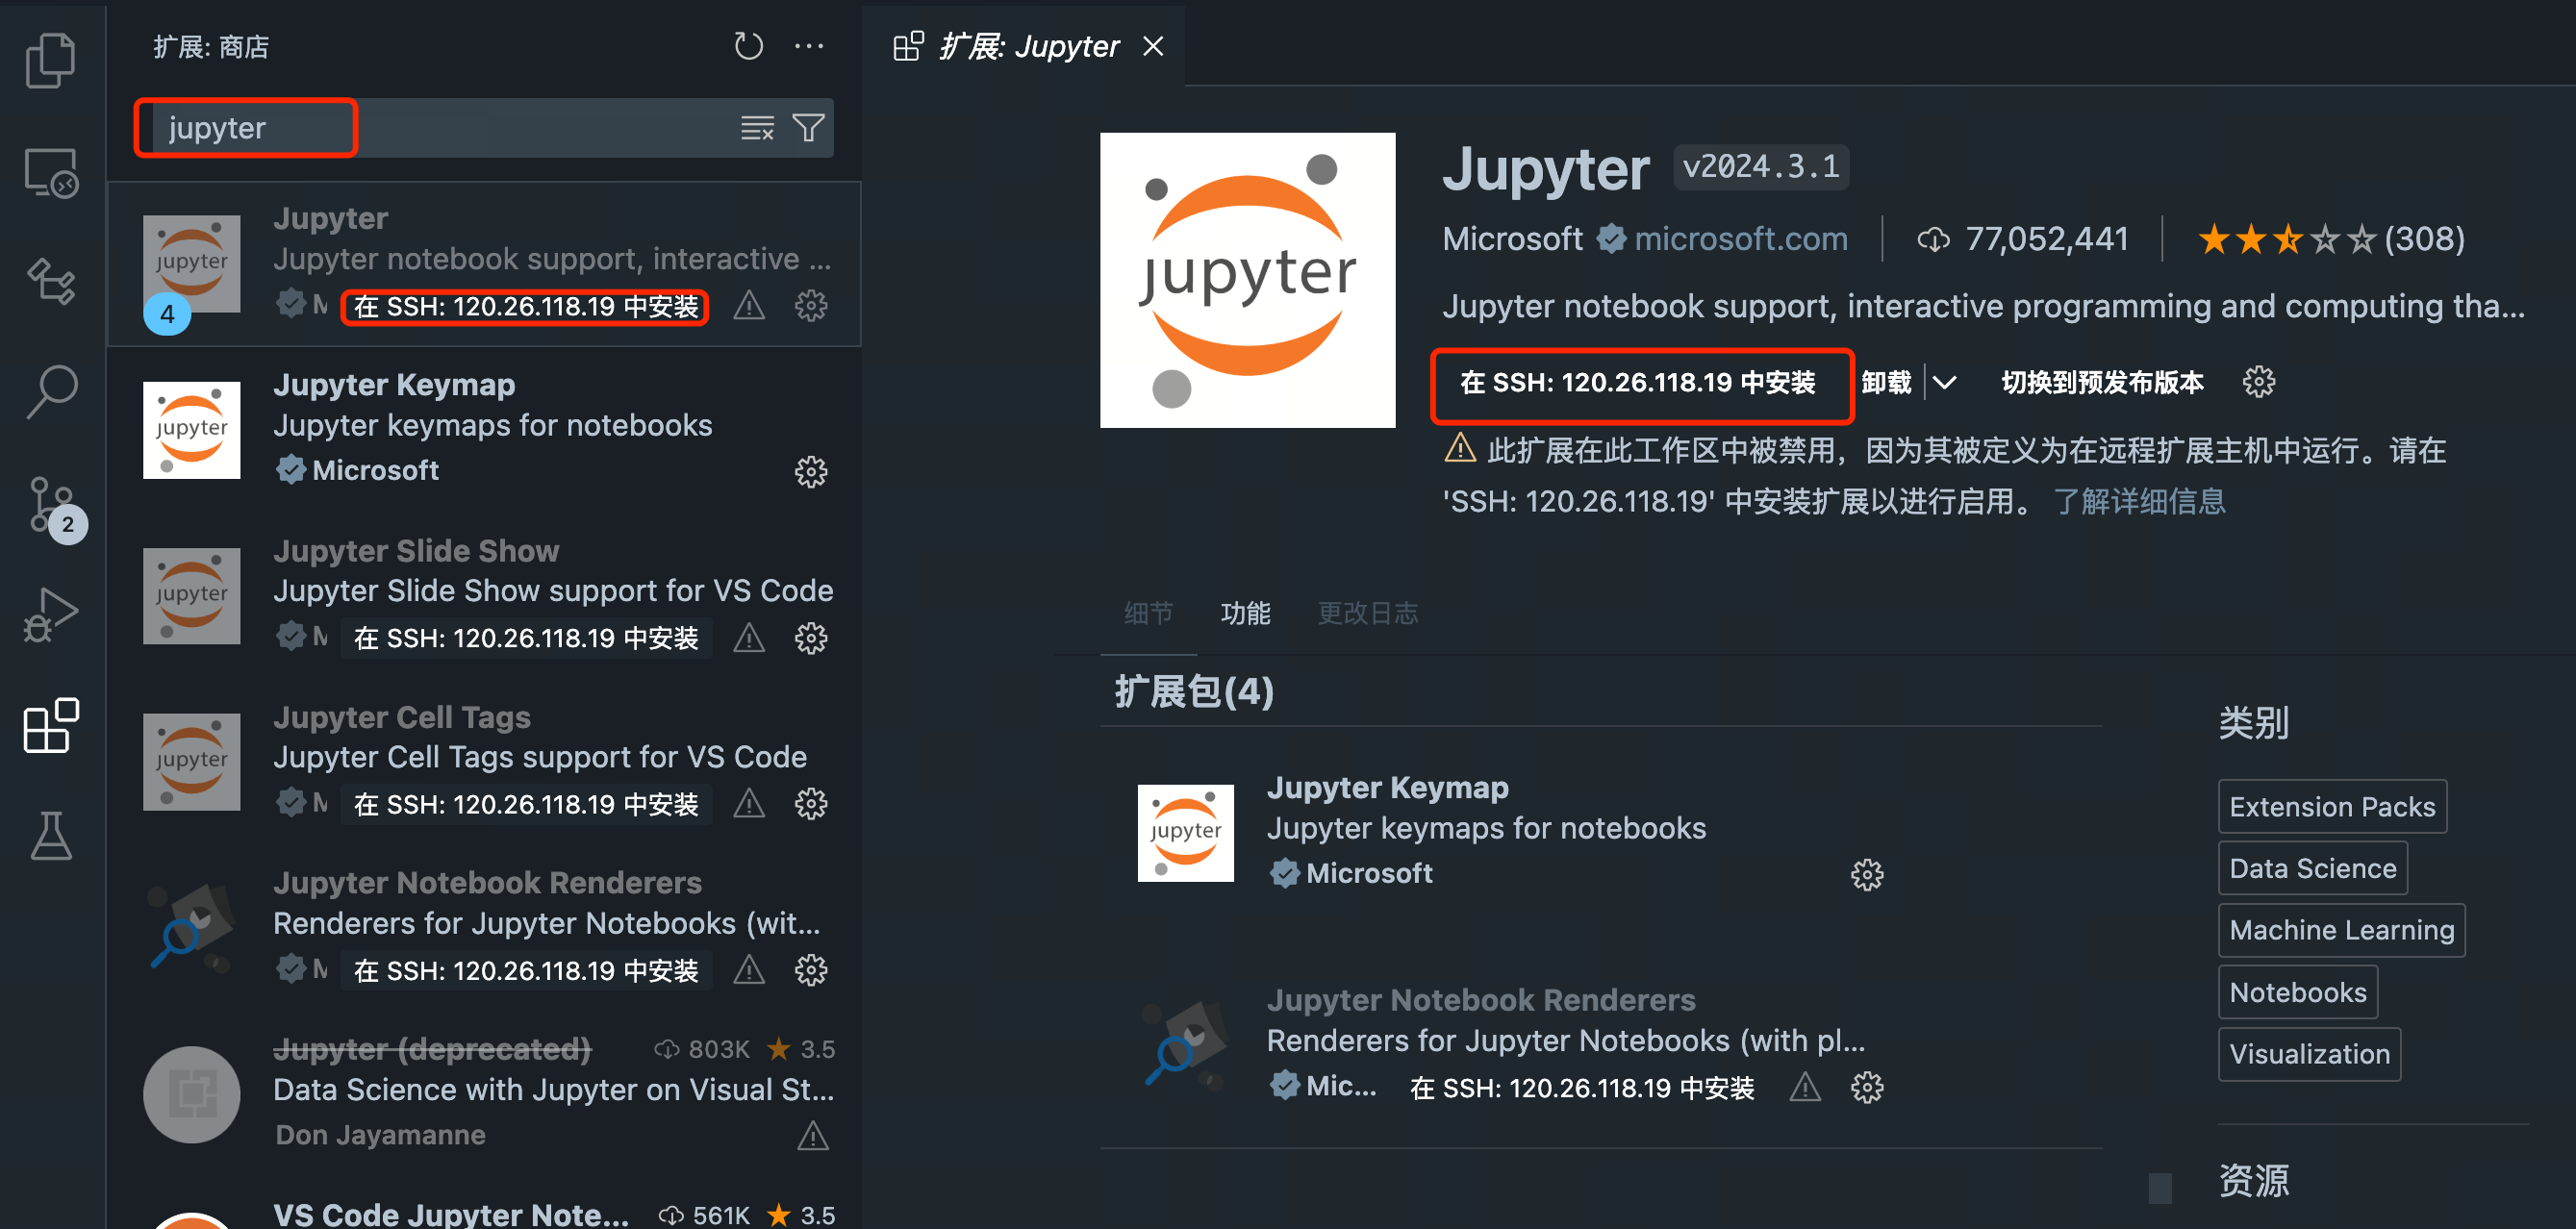 扩展: 商店
jupyter
Jupyter
Jupyter notebook support, interactive ...
M 在 SSH: 120.26.118.19 中安装
4
Jupyter Keymap
Jupyter keymaps for notebooks
Microsoft
Jupyter Slide Show
Jupyter Slide Show support for VS Code
M 在 SSH: 120.26.118.19 中安装
Jupyter Cell Tags
Jupyter Cell Tags support for VS Code
M 在 SSH: 120.26.118.19 中安装
Jupyter Notebook Renderers
Renderers for Jupyter Notebooks (wit...
M 在 SSH: 120.26.118.19 中安装
Jupyter (deprecated) 803K 3.5
Data Science with Jupyter on Visual St...
Don Jayamanne
VS Code Jupyter Note... 561K 3.5
2
jupyter
jupyter
jupyter
jupyter
扩展: Jupyter
jupyter
Jupyter v2024.3.1
Microsoft microsoft.com 77,052,441 (308)
Jupyter notebook support, interactive programming and computing tha...
在 SSH: 120.26.118.19 中安装 卸载 切换到预发布版本
此扩展在此工作区中被禁用，因为其被定义为在远程扩展主机中运行。请在
'SSH: 120.26.118.19' 中安装扩展以进行启用。 了解详细信息
细节 功能 更改日志
扩展包(4)
jupyter
Jupyter Keymap
Jupyter keymaps for notebooks
Microsoft
Jupyter Notebook Renderers
Renderers for Jupyter Notebooks (with pl...
Mic... 在 SSH: 120.26.118.19 中安装
类别
Extension Packs
Data Science
Machine Learning
Notebooks
Visualization
资源